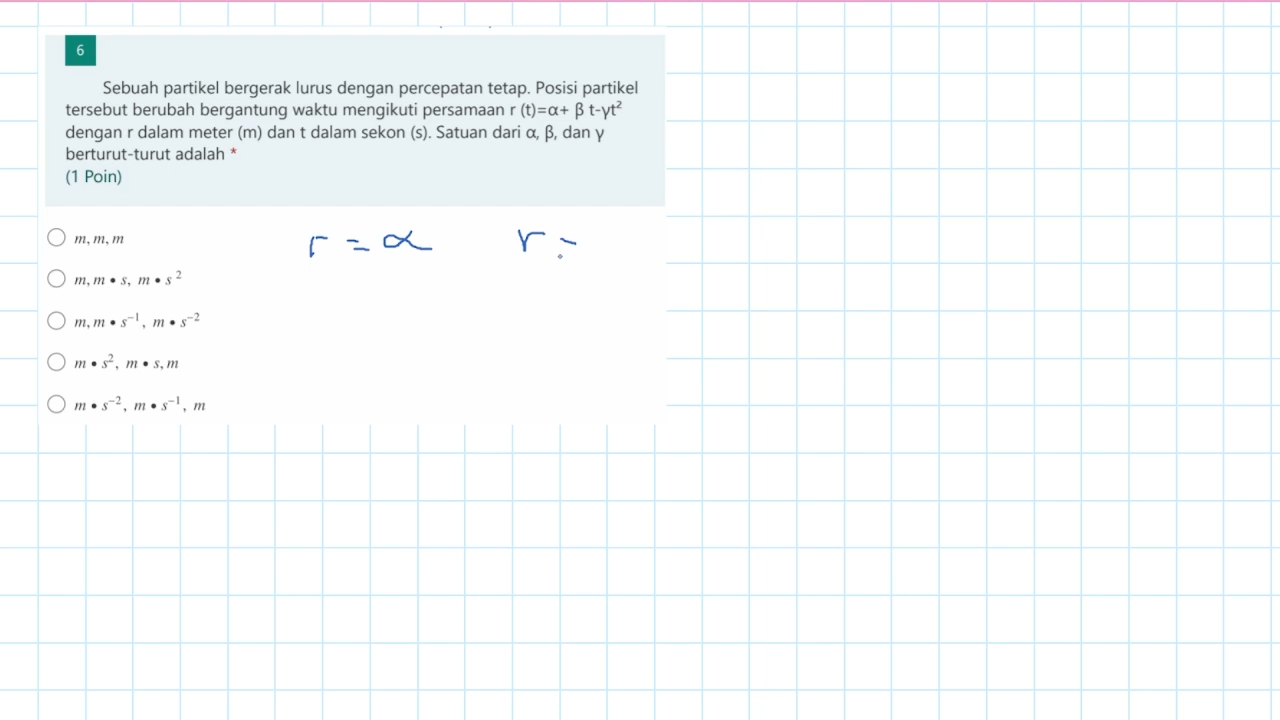 6
Sebuah partikel bergerak lurus dengan percepatan tetap. Posisi partikel
tersebut berubah bergantung waktu mengikuti persamaan r (t)=α+ β t-γt²
dengan r dalam meter (m) dan t dalam sekon (s). Satuan dari α, β, dan γ
berturut-turut adalah *
(1 Poin)
m, m, m
r = α r =
m, m • s, m • s²
m, m • s⁻¹, m • s⁻²
m • s², m • s, m
m • s⁻², m • s⁻¹, m